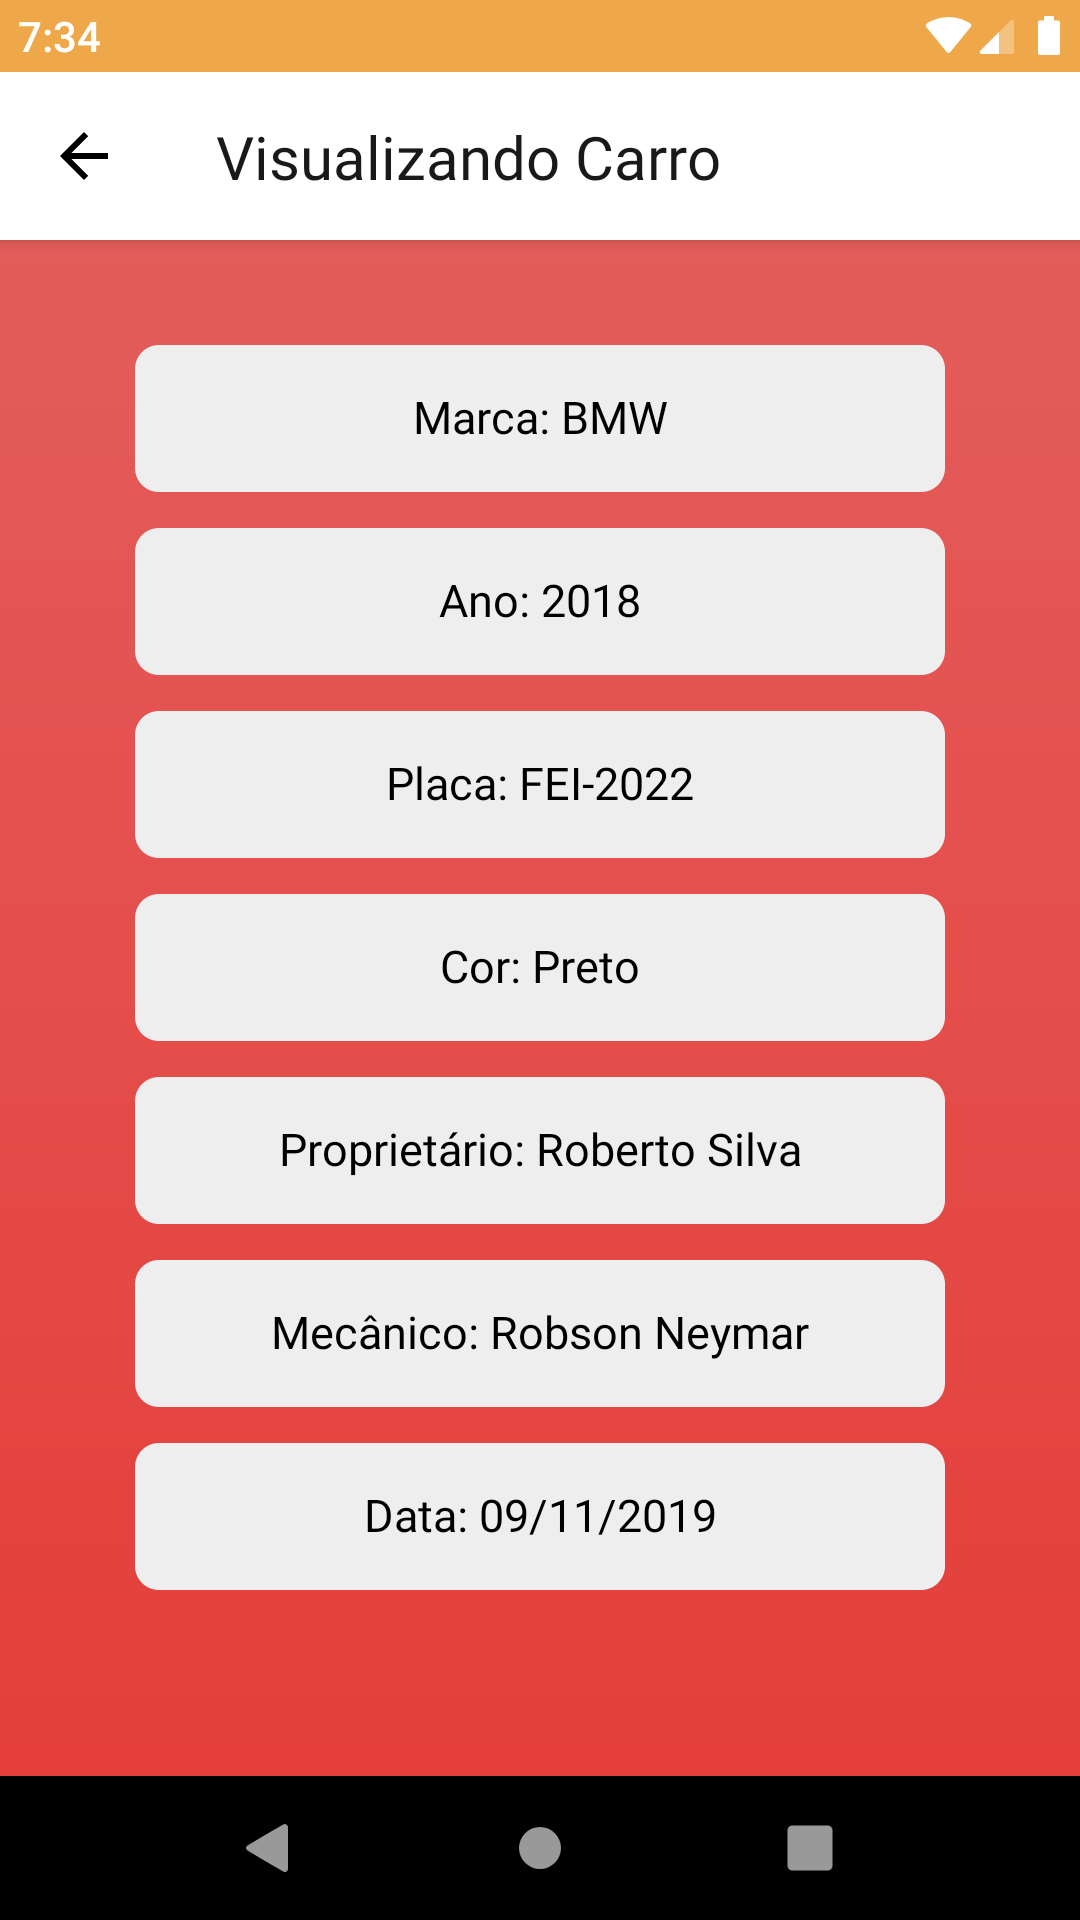 7:34
Visualizando Carro
Marca: BMW
Ano: 2018
Placa: FEI-2022
Cor: Preto
Proprietário: Roberto Silva
Mecânico: Robson Neymar
Data: 09/11/2019